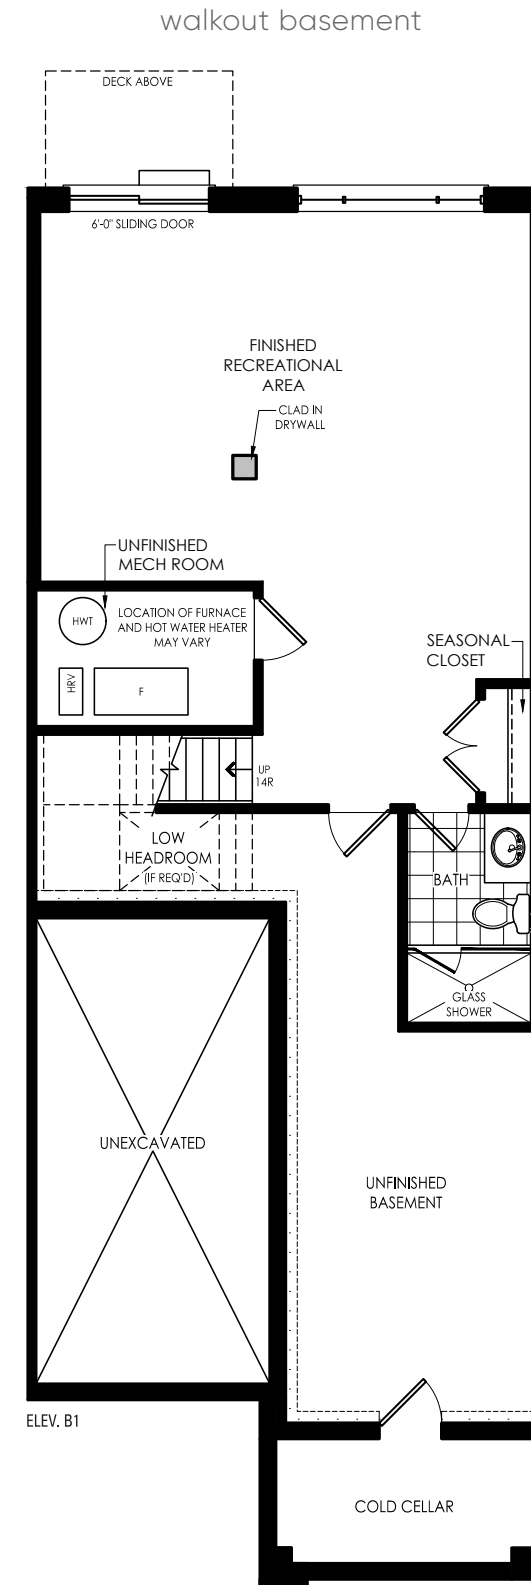 walkout basement
DECK ABOVE
6'-0" SLIDING DOOR
FINISHED
RECREATIONAL
AREA
CLAD IN
DRYWALL
UNFINISHED
MECH ROOM
HWT
LOCATION OF FURNACE
AND HOT WATER HEATER
MAY VARY
HRV
F
SEASONAL
CLOSET
UP
14R
LOW
HEADROOM
(IF REQ'D)
BATH
GLASS
SHOWER
UNEXCAVATED
UNFINISHED
BASEMENT
ELEV. B1
COLD CELLAR